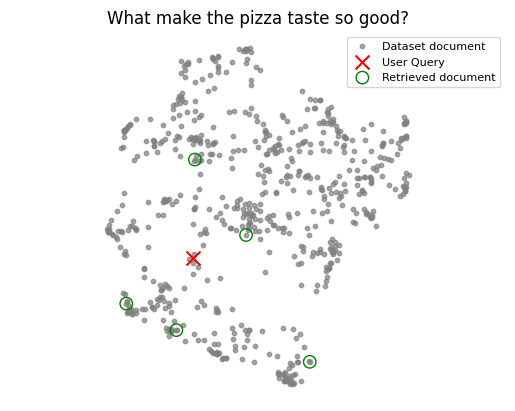 What make the pizza taste so good?
Dataset document
User Query
Retrieved document